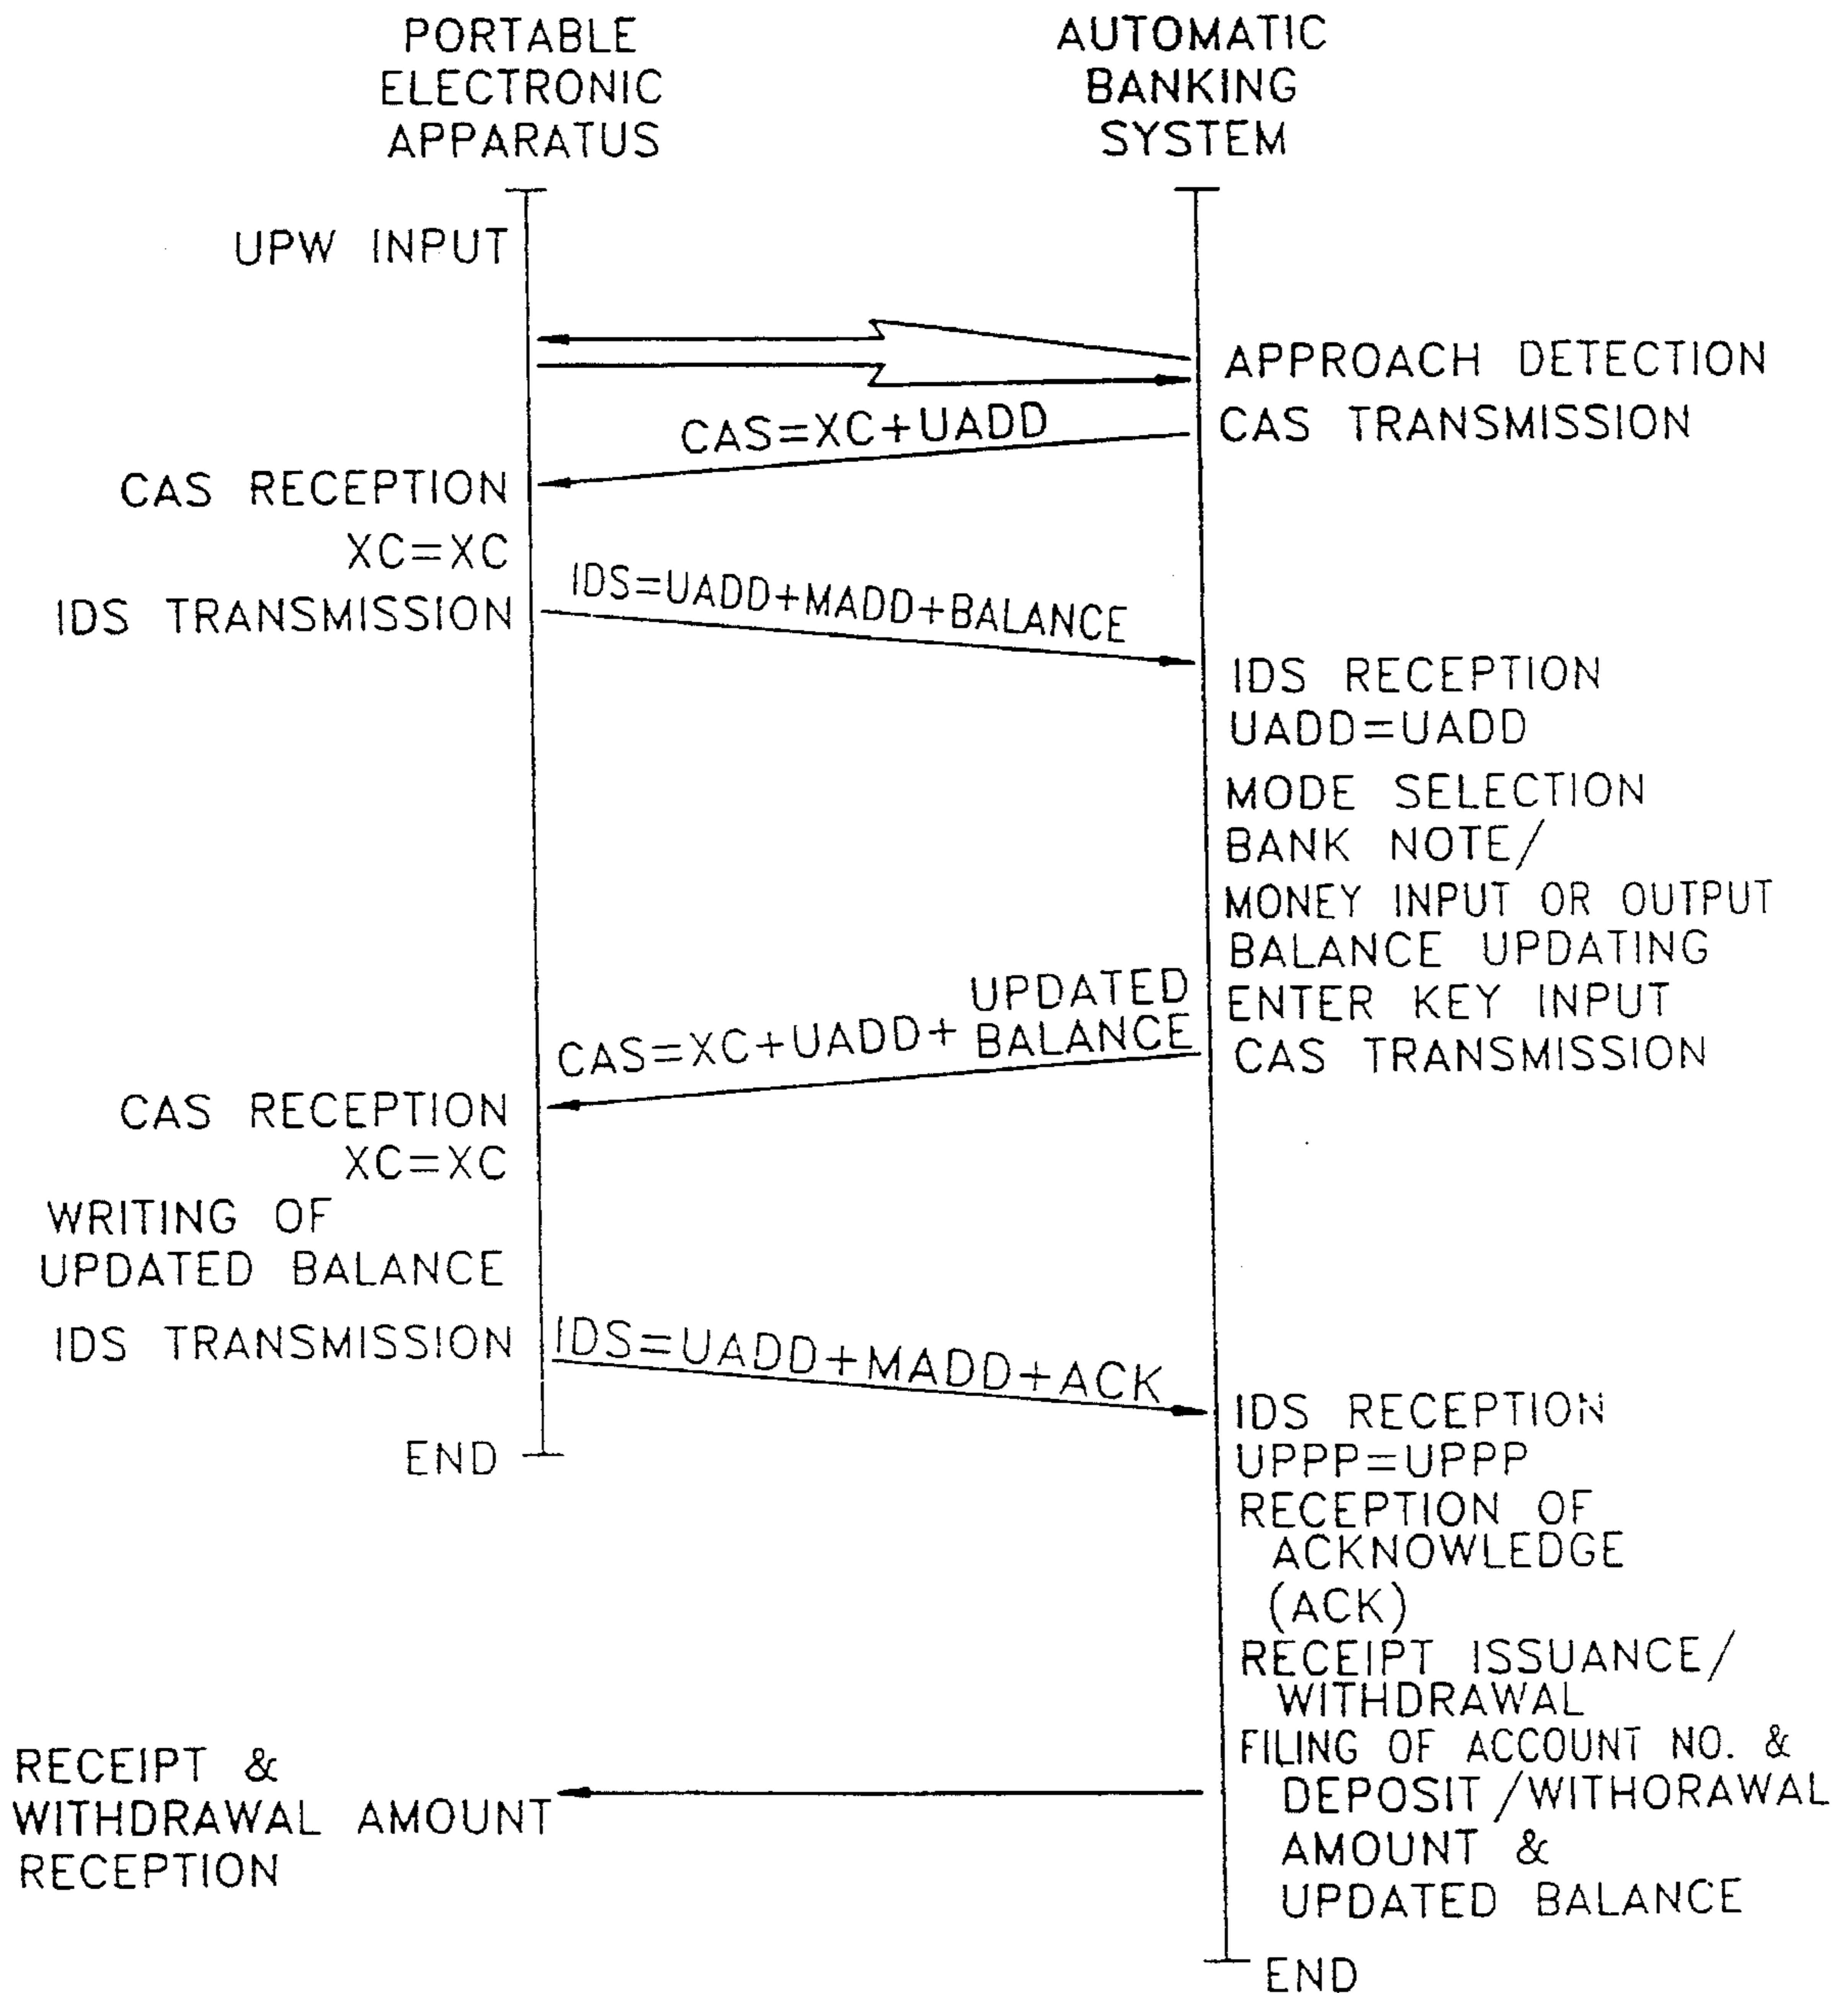 PORTABLE
ELECTRONIC
APPARATUS
AUTOMATIC
BANKING
SYSTEM
UPW INPUT
APPROACH DETECTION
CAS=XC+UADD
CAS TRANSMISSION
CAS RECEPTION
XC=XC
IDS=UADD+MADD+BALANCE
IDS TRANSMISSION
IDS RECEPTION
UADD=UADD
MODE SELECTION
BANK NOTE/
MONEY INPUT OR OUTPUT
BALANCE UPDATING
ENTER KEY INPUT
CAS=XC+UADD+ UPDATED
BALANCE
CAS TRANSMISSION
CAS RECEPTION
XC=XC
WRITING OF
UPDATED BALANCE
IDS TRANSMISSION
IDS=UADD+MADD+ACK
END
IDS RECEPTION
UPPP=UPPP
RECEPTION OF
ACKNOWLEDGE
(ACK)
RECEIPT ISSUANCE/
WITHDRAWAL
FILING OF ACCOUNT NO. &
DEPOSIT/WITHORAWAL
AMOUNT &
UPDATED BALANCE
RECEIPT &
WITHDRAWAL AMOUNT
RECEPTION
END